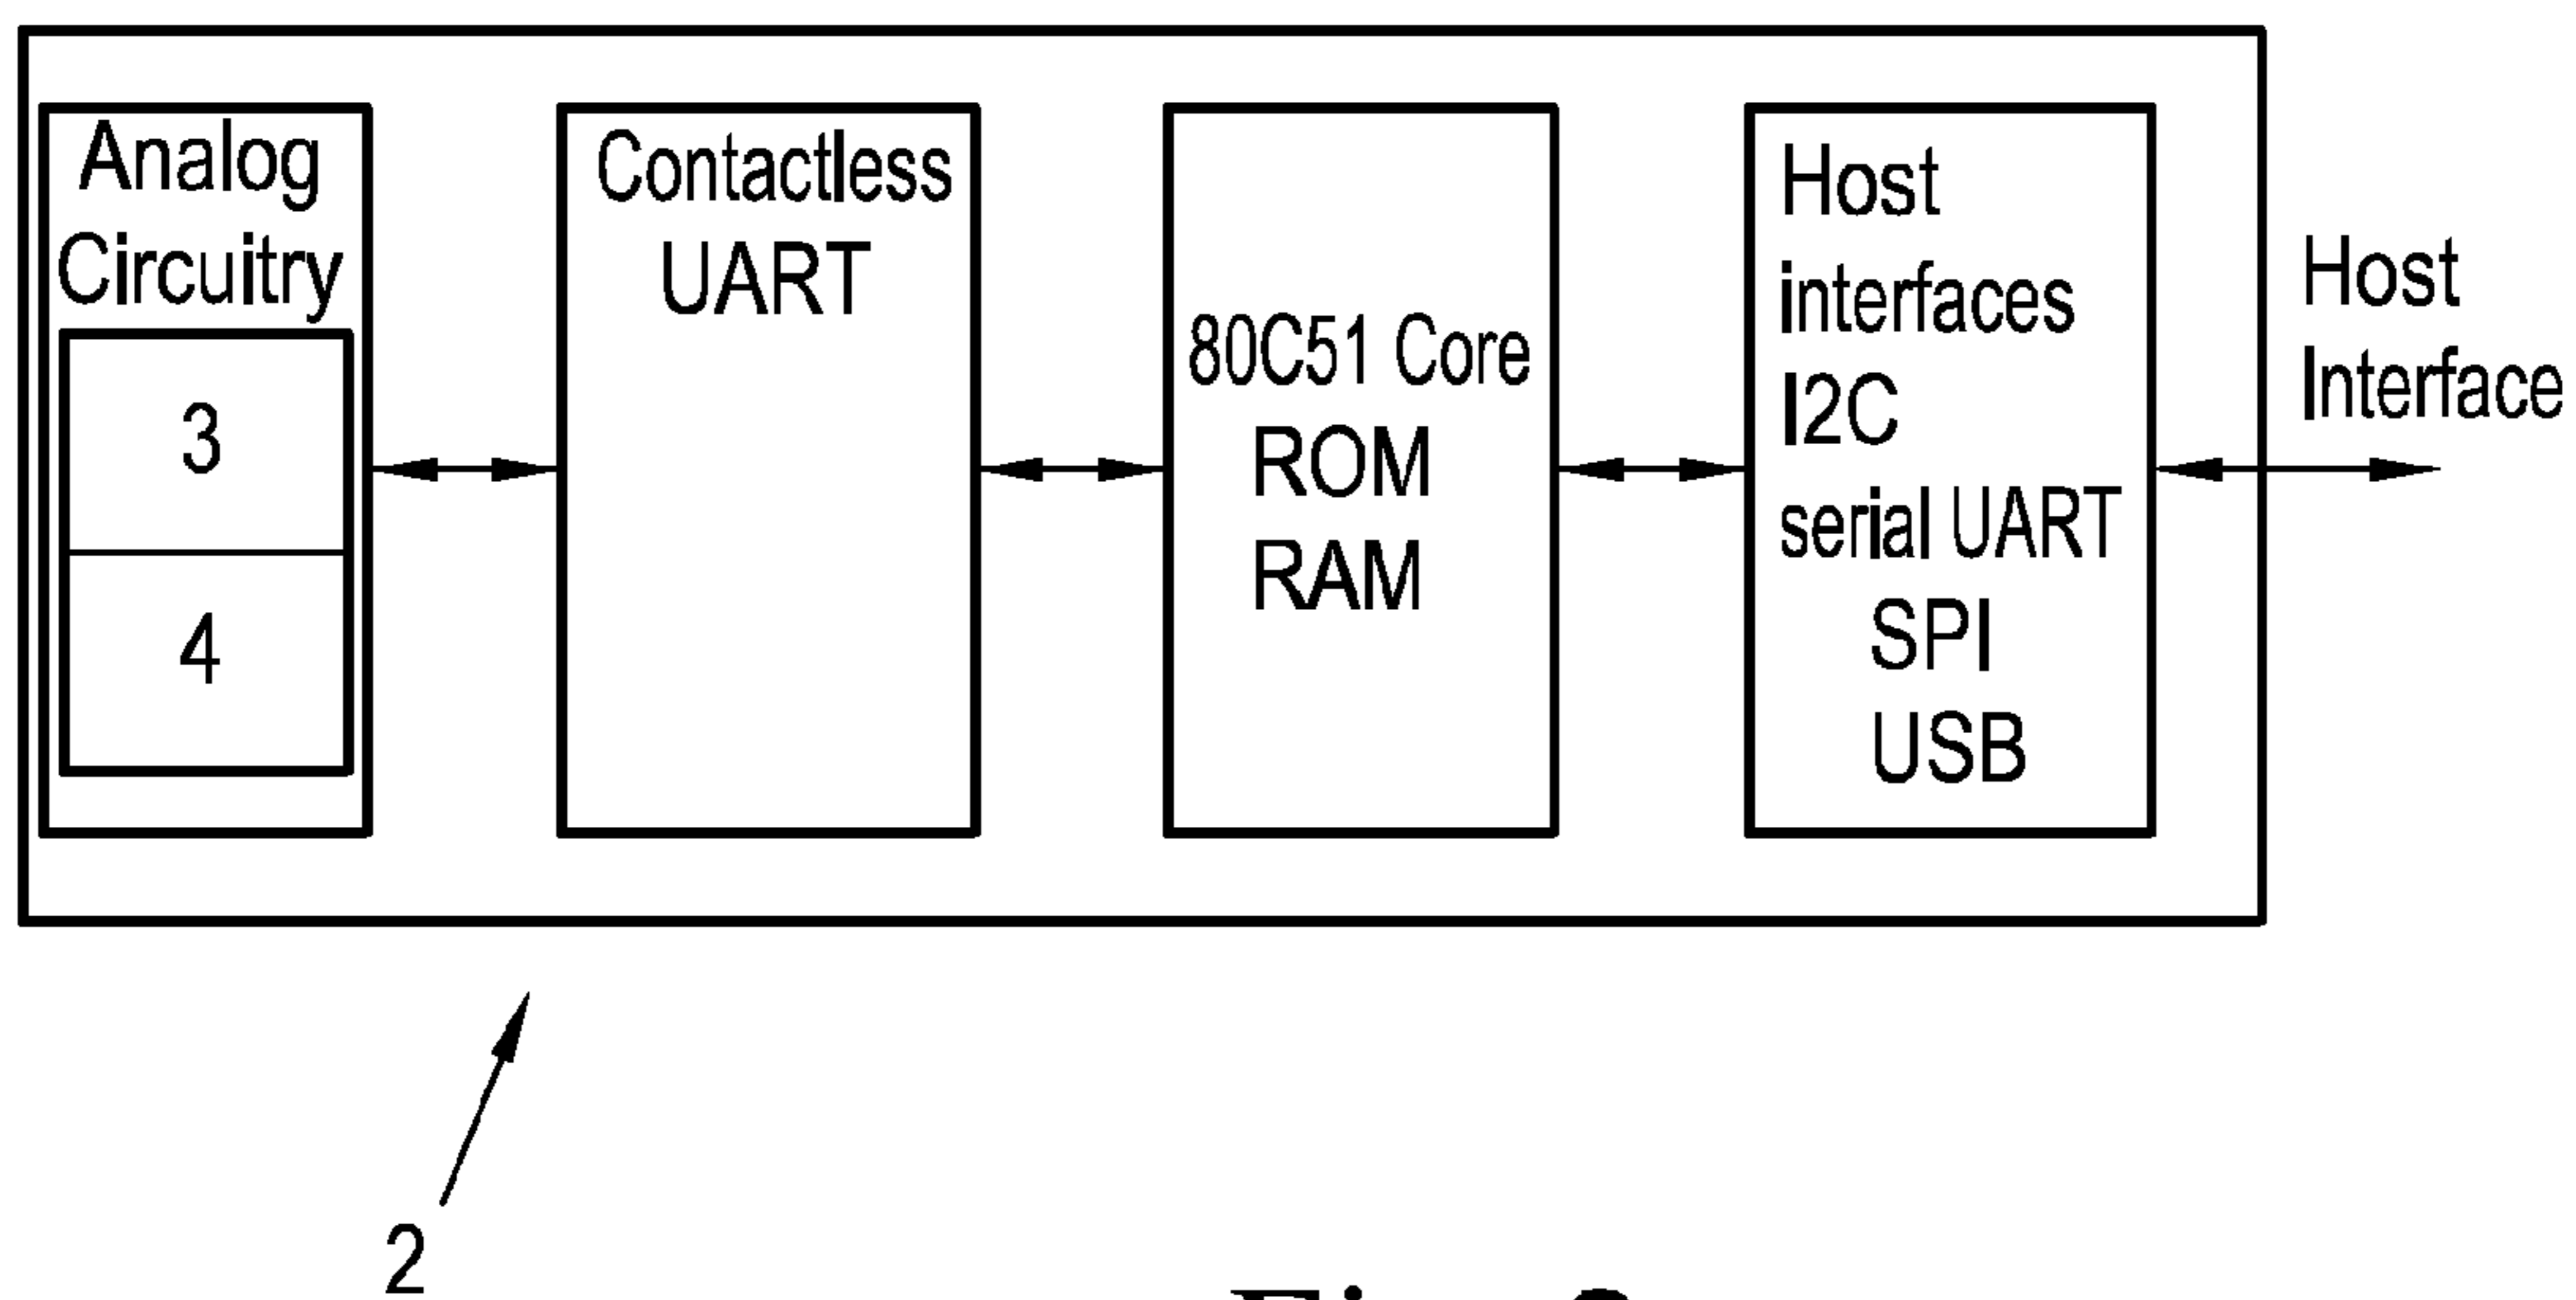 Analog
Circuitry
3
4
Contactless
UART
80C51 Core
ROM
RAM
Host
interfaces
I2C
serial UART
SPI
USB
Host
Interface
2